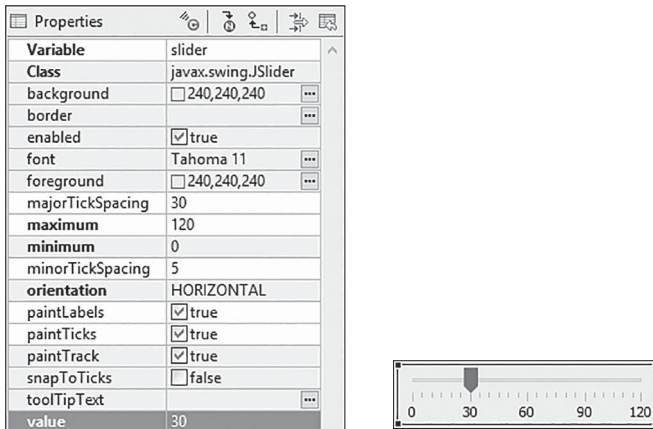 Properties
Variable slider
Class javax.swing.JSlider
background 240,240,240 ...
border ...
enabled true
font Tahoma 11 ...
foreground 240,240,240 ...
majorTickSpacing 30
maximum 120
minimum 0
minorTickSpacing 5
orientation HORIZONTAL
paintLabels true
paintTicks true
paintTrack true
snapToTicks false
toolTipText ...
value 30
0 30 60 90 120